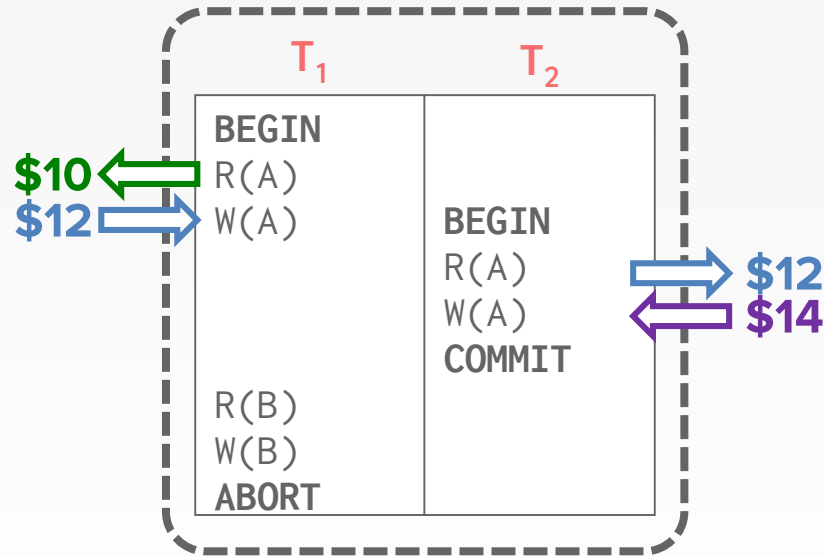 T₁ T₂
BEGIN
$10 R(A)
$12 W(A) BEGIN
R(A) $12
W(A) $14
COMMIT
R(B)
W(B)
ABORT